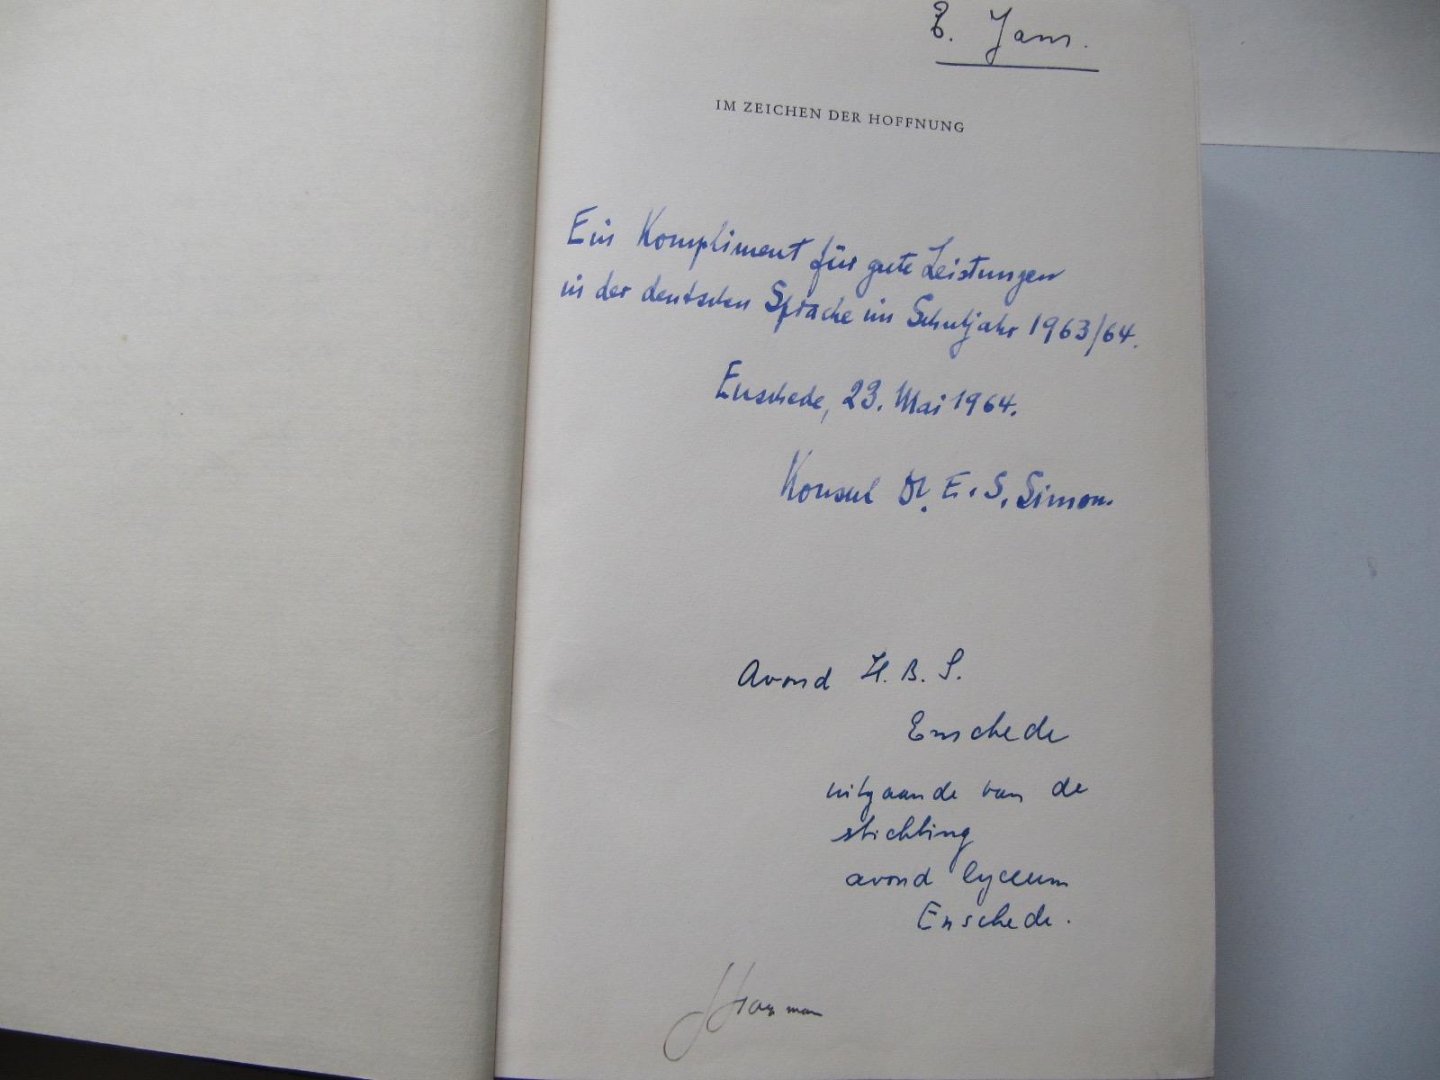 E. Jans.
IM ZEICHEN DER HOFFNUNG
Ein Kompliment für gute Leistungen
in der deutschen Sprache im Schuljahr 1963/64.
Enschede, 23. Mai 1964.
Konsul Dr. E. S. Simon.
Avond H. B. S.
Enschede
uitgaande van de
stichting
avond lyceum
Enschede.